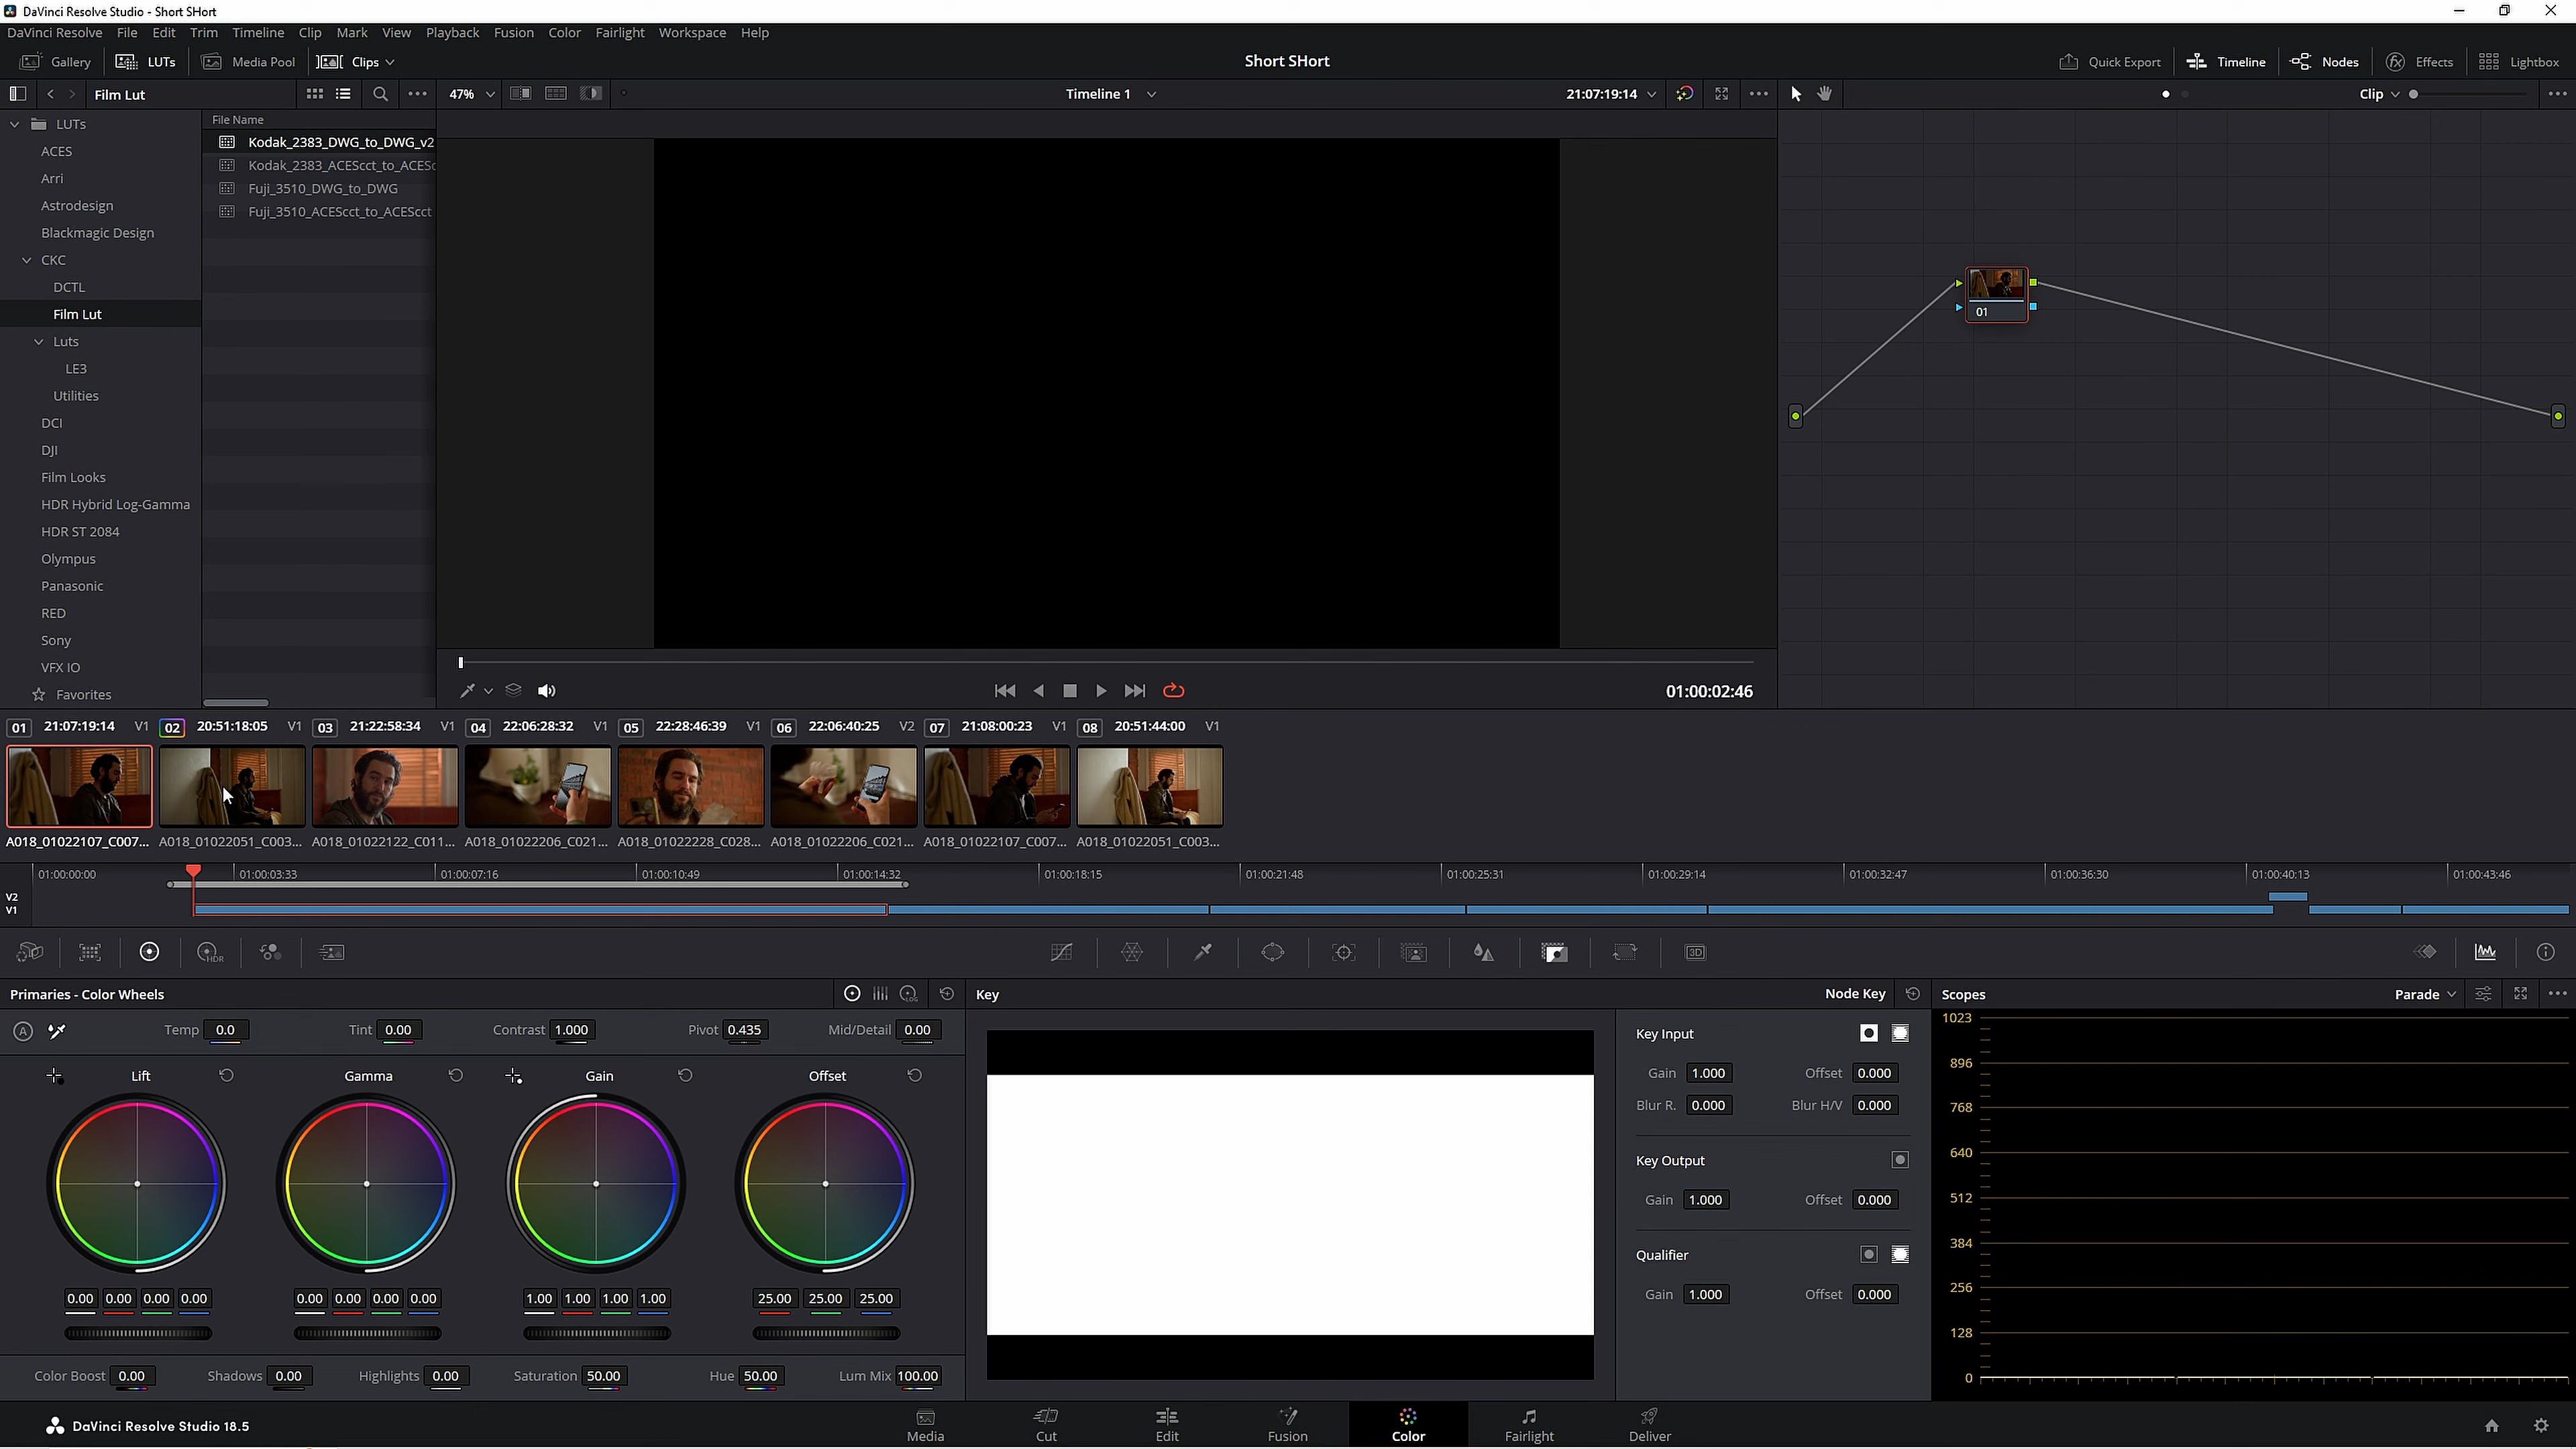 DaVinci Resolve Studio - Short SHort
DaVinci Resolve File Edit Trim Timeline Clip Mark View Playback Fusion Color Fairlight Workspace Help
Gallery LUTs Media Pool Clips Short SHort Quick Export Timeline Nodes Effects Lightbox
Film Lut 47% Timeline 1 21:07:19:14 Clip
LUTs
ACES
Arri
Astrodesign
Blackmagic Design
CKC
DCTL
Film Lut
Luts
LE3
Utilities
DCI
DJI
Film Looks
HDR Hybrid Log-Gamma
HDR ST 2084
Olympus
Panasonic
RED
Sony
VFX IO
Favorites
File Name
Kodak_2383_DWG_to_DWG_v2
Kodak_2383_ACEScct_to_ACESc
Fuji_3510_DWG_to_DWG
Fuji_3510_ACEScct_to_ACEScct
01
01:00:02:46
01 21:07:19:14 V1 02 20:51:18:05 V1 03 21:22:58:34 V1 04 22:06:28:32 V1 05 22:28:46:39 V1 06 22:06:40:25 V2 07 21:08:00:23 V1 08 20:51:44:00 V1
A018_01022107_C007... A018_01022051_C003... A018_01022122_C011... A018_01022206_C021... A018_01022228_C028... A018_01022206_C021... A018_01022107_C007... A018_01022051_C003...
01:00:00:00 01:00:03:33 01:00:07:16 01:00:10:49 01:00:14:32 01:00:18:15 01:00:21:48 01:00:25:31 01:00:29:14 01:00:32:47 01:00:36:30 01:00:40:13 01:00:43:46
V2
V1
HDR 3D
Primaries - Color Wheels LOG
A Temp 0.0 Tint 0.00 Contrast 1.000 Pivot 0.435 Mid/Detail 0.00
Lift Gamma Gain Offset
0.00 0.00 0.00 0.00 0.00 0.00 0.00 0.00 1.00 1.00 1.00 1.00 25.00 25.00 25.00
Color Boost 0.00 Shadows 0.00 Highlights 0.00 Saturation 50.00 Hue 50.00 Lum Mix 100.00
Key Node Key
Key Input
Gain 1.000 Offset 0.000
Blur R. 0.000 Blur H/V 0.000
Key Output
Gain 1.000 Offset 0.000
Qualifier
Gain 1.000 Offset 0.000
Scopes Parade
1023
896
768
640
512
384
256
128
0
DaVinci Resolve Studio 18.5
Media Cut Edit Fusion Color Fairlight Deliver